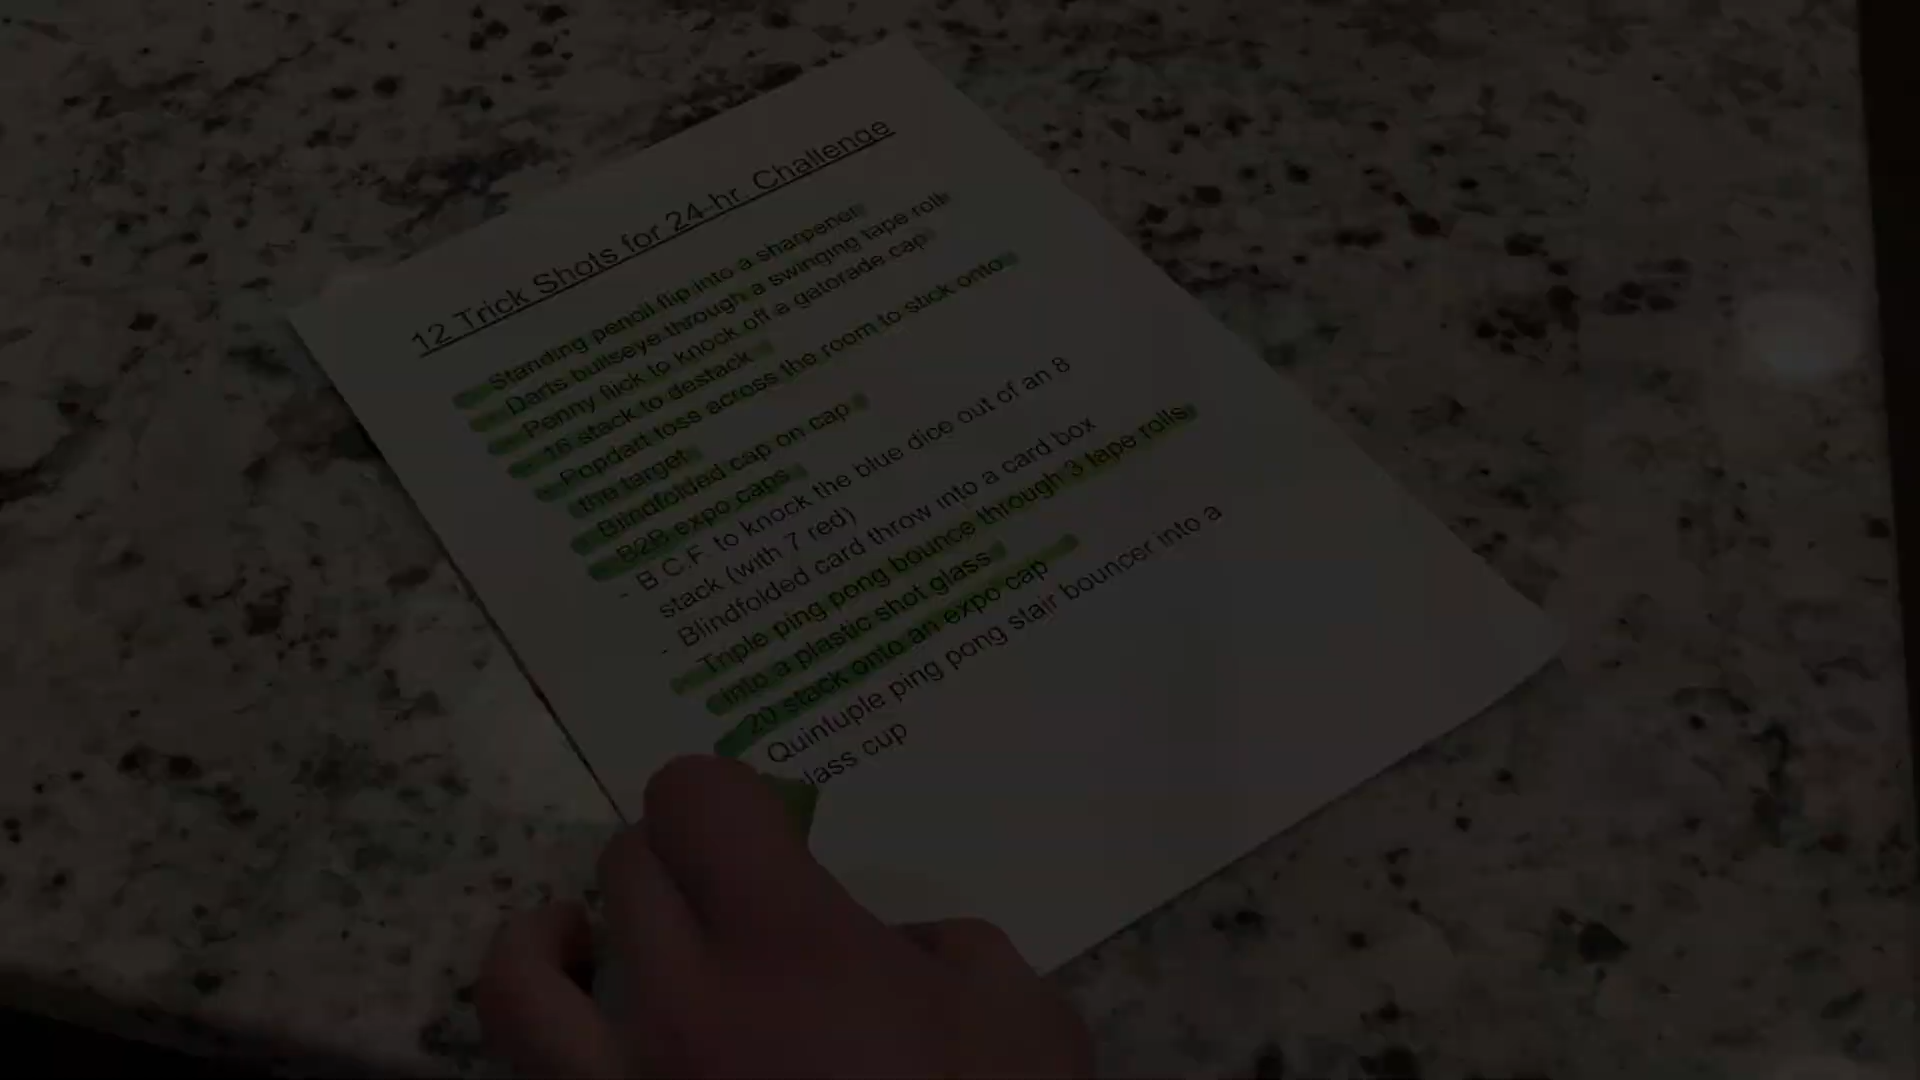 12 Trick Shots for 24-hr. Challenge
- Standing pencil flip into a sharpener
- Darts bullseye through a swinging tape roll
- Penny flick to knock off a gatorade cap
- 16 stack to destack
- Popdart toss across the room to stick onto
the target
- Blindfolded cap on cap
- B2B expo caps
- B.C.F. to knock the blue dice out of an 8
stack (with 7 red)
- Blindfolded card throw into a card box
- Triple ping pong bounce through 3 tape rolls
into a plastic shot glass
- 20 stack onto an expo cap
Quintuple ping pong stair bouncer into a
lass cup